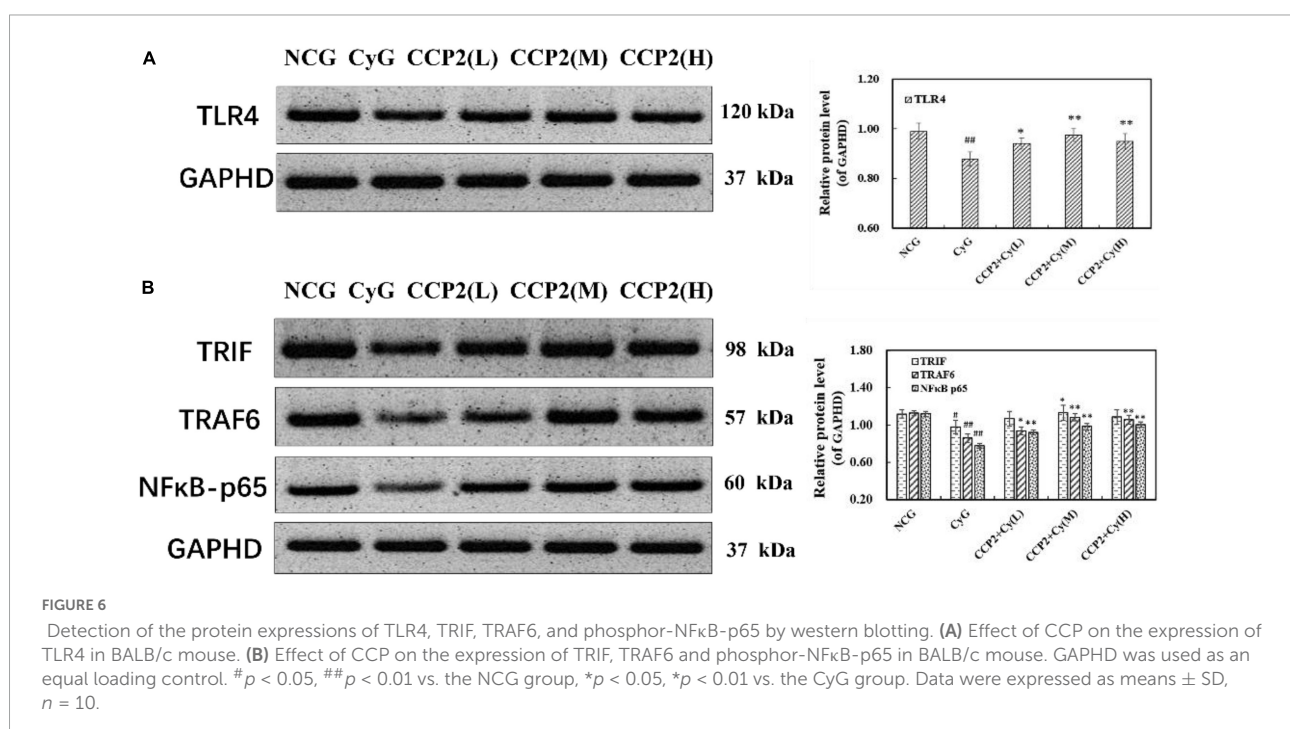 A
NCG CyG CCP2(L) CCP2(M) CCP2(H)
TLR4
120 kDa
GAPHD
37 kDa
Relative protein level
(of GAPHD)
1.20
1.00
0.80
0.60
TLR4
##
*
**
**
NCG
CyG
CCP2+Cy(L)
CCP2+Cy(M)
CCP2+Cy(H)
B
NCG CyG CCP2(L) CCP2(M) CCP2(H)
TRIF
98 kDa
TRAF6
57 kDa
NFκB-p65
60 kDa
GAPHD
37 kDa
Relative protein level
(of GAPHD)
1.80
1.40
1.00
0.60
0.20
TRIF
TRAF6
NFκB p65
#
##
##
*
**
*
**
**
**
**
NCG
CyG
CCP2+Cy(L)
CCP2+Cy(M)
CCP2+Cy(H)
FIGURE 6
Detection of the protein expressions of TLR4, TRIF, TRAF6, and phosphor-NFκB-p65 by western blotting. (A) Effect of CCP on the expression of
TLR4 in BALB/c mouse. (B) Effect of CCP on the expression of TRIF, TRAF6 and phosphor-NFκB-p65 in BALB/c mouse. GAPHD was used as an
equal loading control. #p < 0.05, ##p < 0.01 vs. the NCG group, *p < 0.05, *p < 0.01 vs. the CyG group. Data were expressed as means ± SD,
n = 10.